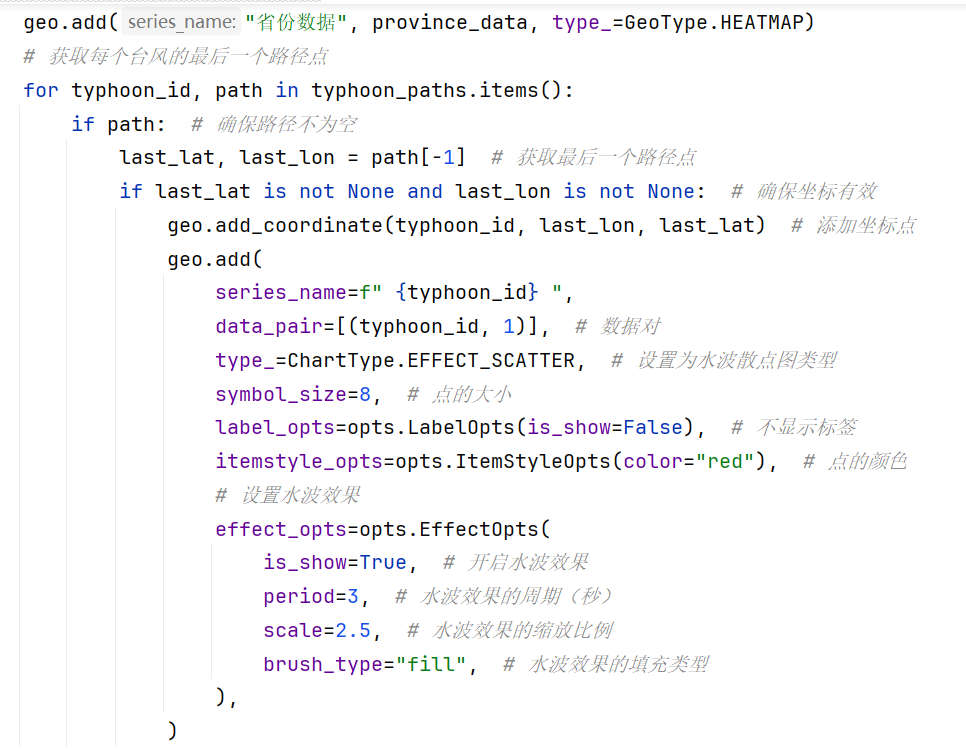 geo.add( series_name: "省份数据", province_data, type_=GeoType.HEATMAP)
# 获取每个台风的最后一个路径点
for typhoon_id, path in typhoon_paths.items():
    if path:  # 确保路径不为空
        last_lat, last_lon = path[-1]  # 获取最后一个路径点
        if last_lat is not None and last_lon is not None:  # 确保坐标有效
            geo.add_coordinate(typhoon_id, last_lon, last_lat)  # 添加坐标点
            geo.add(
                series_name=f" {typhoon_id} ",
                data_pair=[(typhoon_id, 1)],  # 数据对
                type_=ChartType.EFFECT_SCATTER,  # 设置为水波散点图类型
                symbol_size=8,  # 点的大小
                label_opts=opts.LabelOpts(is_show=False),  # 不显示标签
                itemstyle_opts=opts.ItemStyleOpts(color="red"),  # 点的颜色
                # 设置水波效果
                effect_opts=opts.EffectOpts(
                    is_show=True,  # 开启水波效果
                    period=3,  # 水波效果的周期（秒）
                    scale=2.5,  # 水波效果的缩放比例
                    brush_type="fill",  # 水波效果的填充类型
                ),
            )